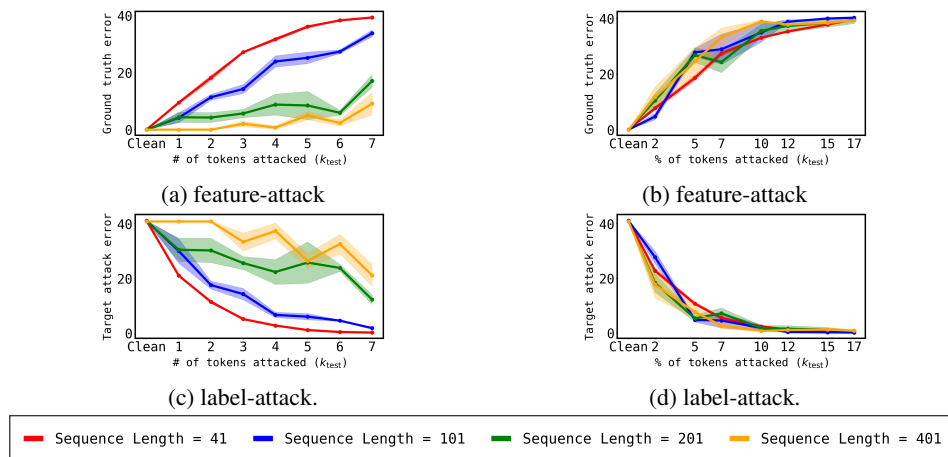 40
20
0
Ground truth error
Clean 1 2 3 4 5 6 7
# of tokens attacked (k_test)
(a) feature-attack
40
20
0
Ground truth error
Clean 2 5 7 10 12 15 17
% of tokens attacked (k_test)
(b) feature-attack
40
20
0
Target attack error
Clean 1 2 3 4 5 6 7
# of tokens attacked (k_test)
(c) label-attack.
40
20
0
Target attack error
Clean 2 5 7 10 12 15 17
% of tokens attacked (k_test)
(d) label-attack.
Sequence Length = 41 Sequence Length = 101 Sequence Length = 201 Sequence Length = 401